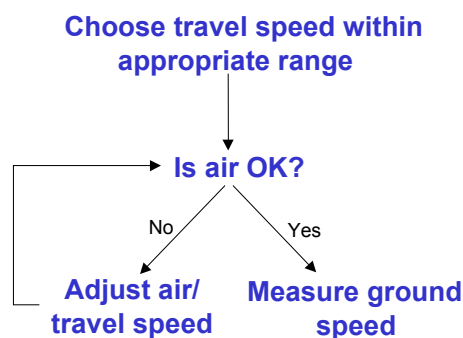 Choose travel speed within
appropriate range
Is air OK?
No
Yes
Adjust air/
travel speed
Measure ground
speed